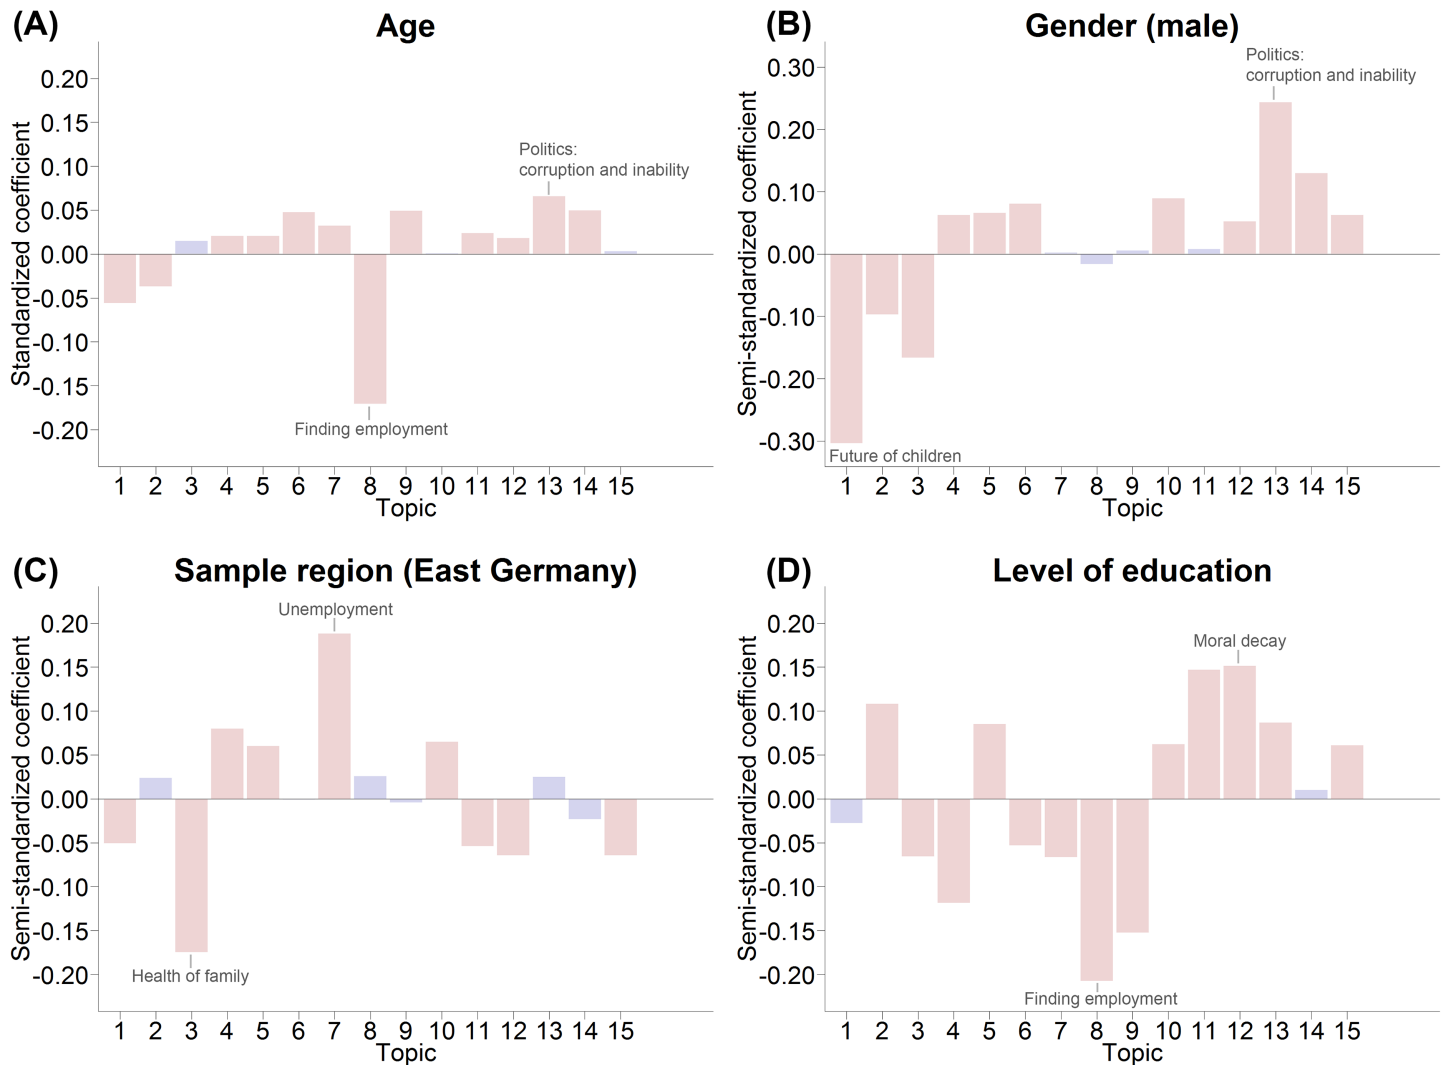 (A)
Age
Standardized coefficient
0.20
0.15
0.10
0.05
0.00
-0.05
-0.10
-0.15
-0.20
Politics:
corruption and inability
Finding employment
1 2 3 4 5 6 7 8 9 10 11 12 13 14 15
Topic
(B)
Gender (male)
Semi-standardized coefficient
0.30
0.20
0.10
0.00
-0.10
-0.20
-0.30
Politics:
corruption and inability
Future of children
1 2 3 4 5 6 7 8 9 10 11 12 13 14 15
Topic
(C)
Sample region (East Germany)
Semi-standardized coefficient
0.20
0.15
0.10
0.05
0.00
-0.05
-0.10
-0.15
-0.20
Unemployment
Health of family
1 2 3 4 5 6 7 8 9 10 11 12 13 14 15
Topic
(D)
Level of education
Semi-standardized coefficient
0.20
0.15
0.10
0.05
0.00
-0.05
-0.10
-0.15
-0.20
Moral decay
Finding employment
1 2 3 4 5 6 7 8 9 10 11 12 13 14 15
Topic